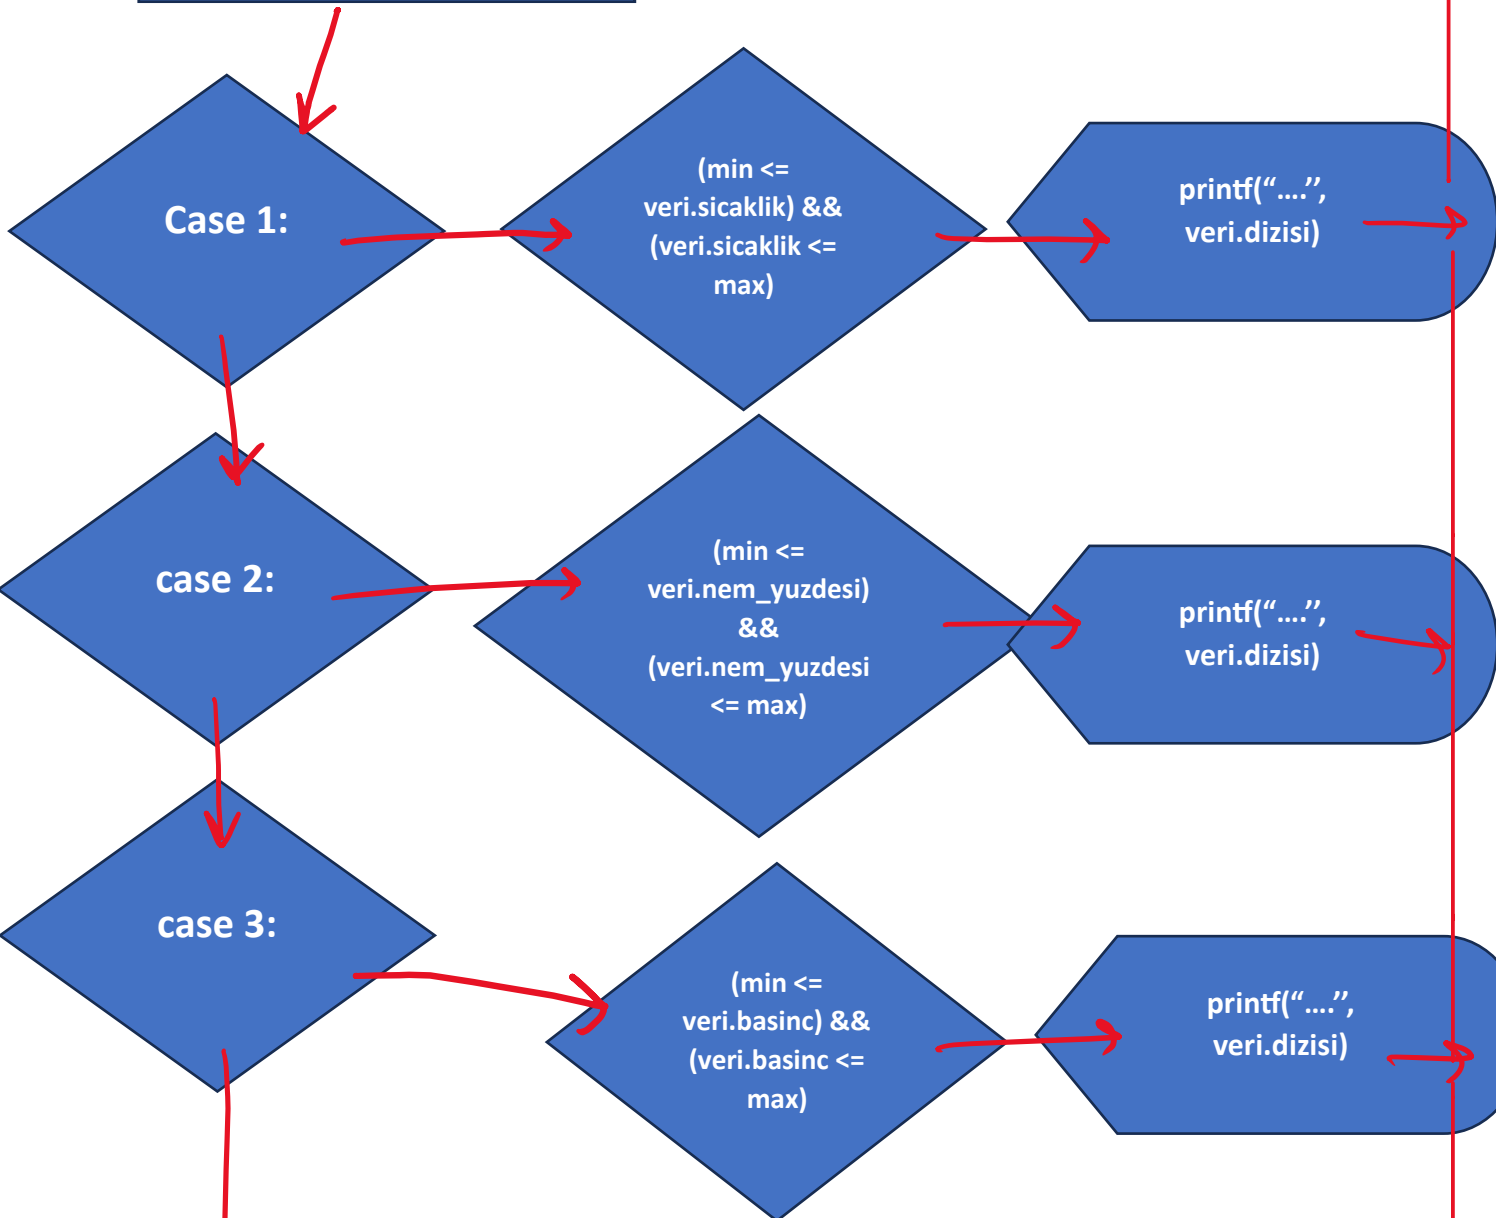 Case 1:
(min <=
veri.sicaklik) &&
(veri.sicaklik <=
max)
printf(“....’’,
veri.dizisi)
case 2:
(min <=
veri.nem_yuzdesi)
&&
(veri.nem_yuzdesi
<= max)
printf(“....’’,
veri.dizisi)
case 3:
(min <=
veri.basinc) &&
(veri.basinc <=
max)
printf(“....’’,
veri.dizisi)